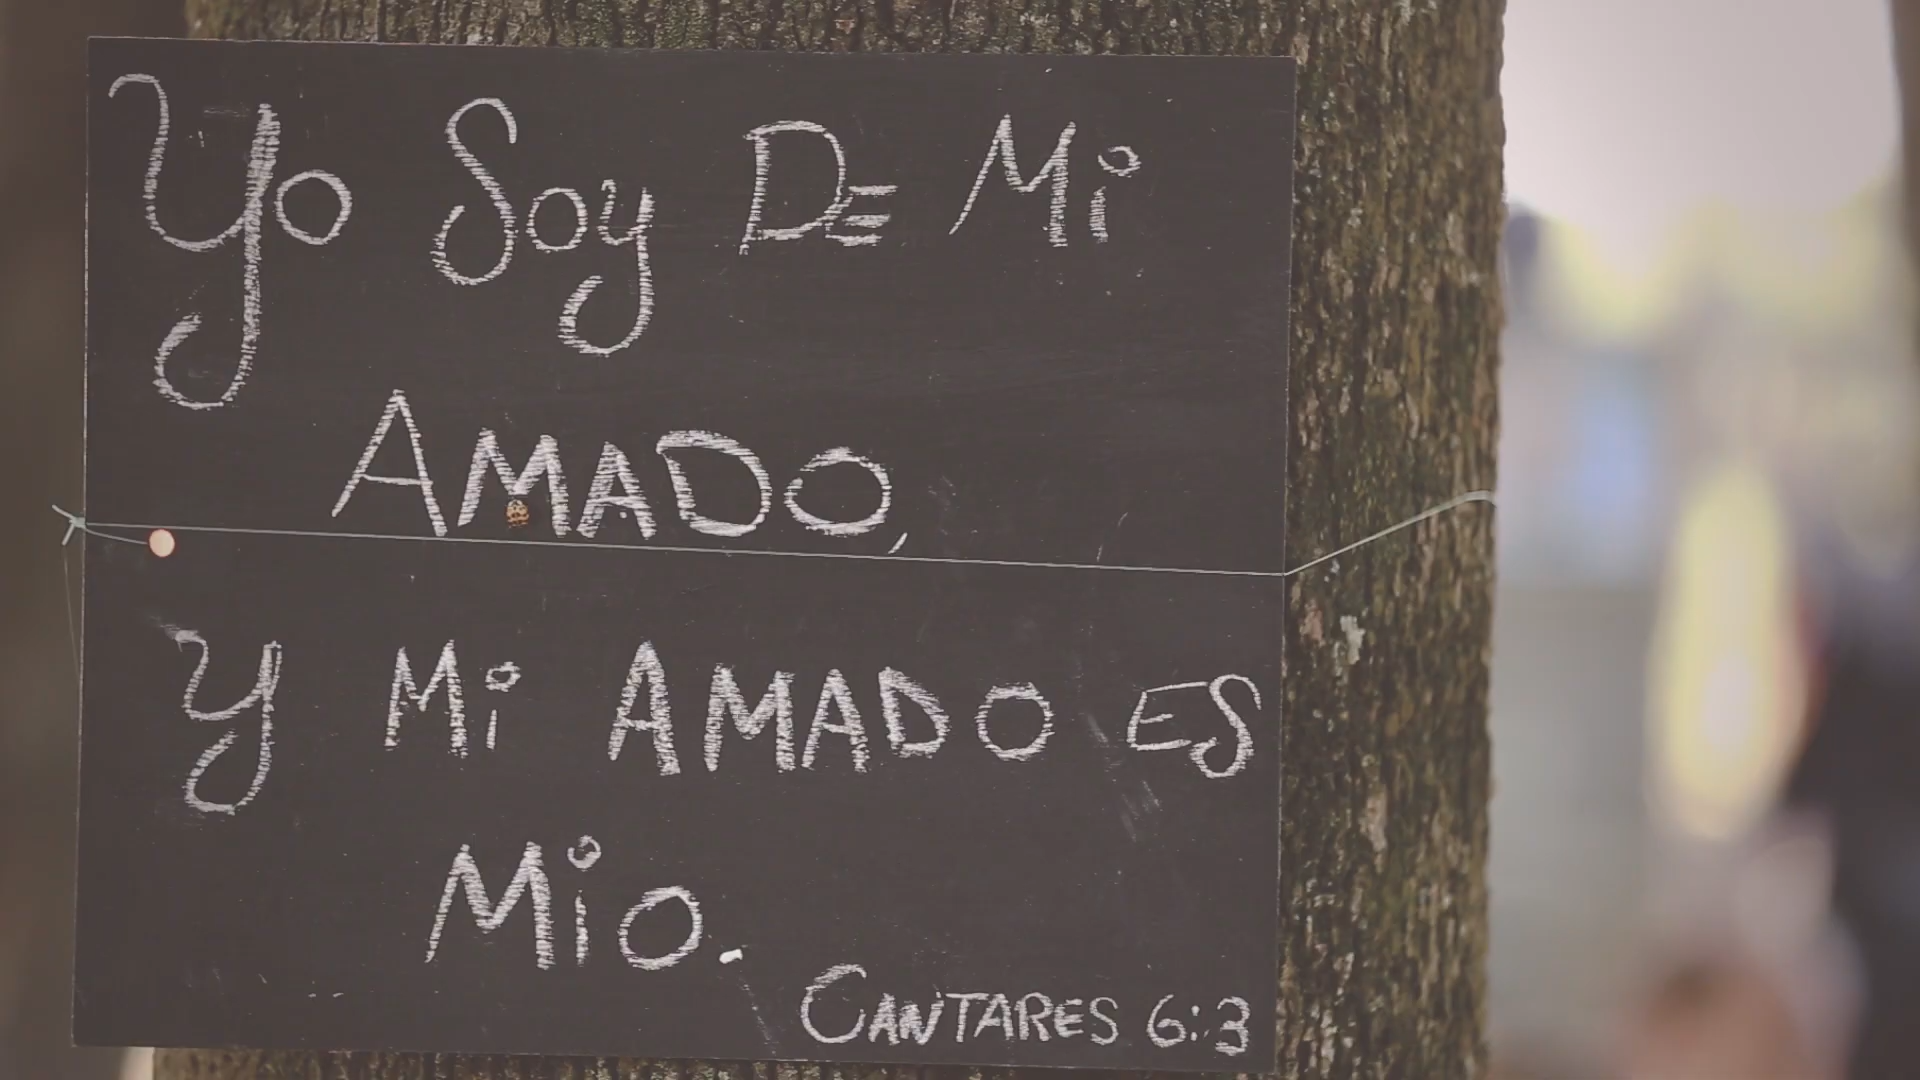 Yo Soy De Mi
AMADO,
Y Mi AMADO ES
Mio.
CANTARES 6:3